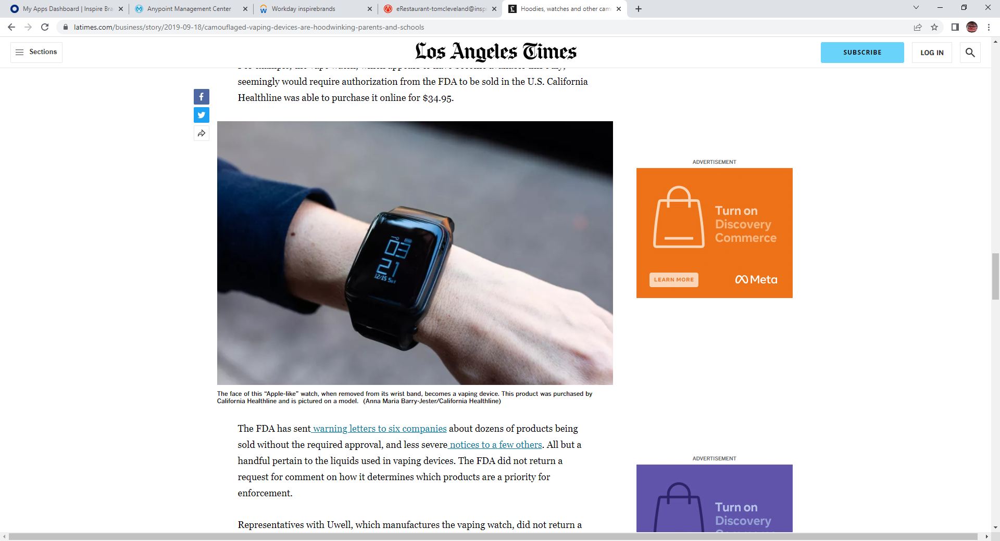 My Apps Dashboard | Inspire Bra
Anypoint Management Center
Workday inspirebrands
eRestaurant-tomcleveland@insp
Hoodies, watches and other cam
latimes.com/business/story/2019-09-18/camouflaged-vaping-devices-are-hoodwinking-parents-and-schools
Sections
Los Angeles Times
SUBSCRIBE
LOG IN
seemingly would require authorization from the FDA to be sold in the U.S. California
Healthline was able to purchase it online for $34.95.
03
21
12/15 Sat
The face of this “Apple-like” watch, when removed from its wrist band, becomes a vaping device. This product was purchased by
California Healthline and is pictured on a model. (Anna Maria Barry-Jester/California Healthline)
The FDA has sent warning letters to six companies about dozens of products being
sold without the required approval, and less severe notices to a few others. All but a
handful pertain to the liquids used in vaping devices. The FDA did not return a
request for comment on how it determines which products are a priority for
enforcement.
Representatives with Uwell, which manufactures the vaping watch, did not return a
ADVERTISEMENT
Turn on
Discovery
Commerce
LEARN MORE
Meta
ADVERTISEMENT
Turn on
Discovery